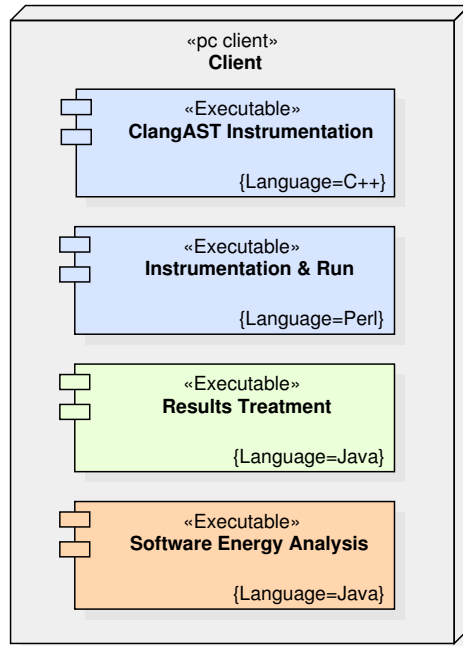 «pc client»
Client
«Executable»
ClangAST Instrumentation
{Language=C++}
«Executable»
Instrumentation & Run
{Language=Perl}
«Executable»
Results Treatment
{Language=Java}
«Executable»
Software Energy Analysis
{Language=Java}